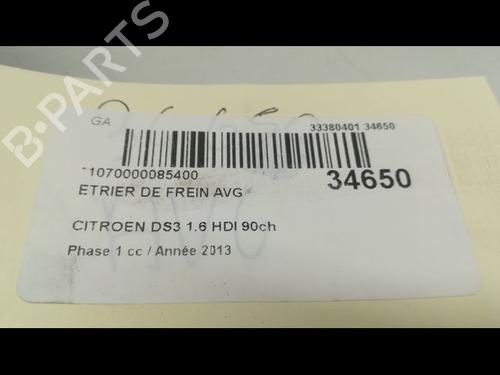 GA 33380401 34650
*1070000085400 34650
ETRIER DE FREIN AVG
CITROEN DS3 1.6 HDI 90ch
Phase 1 cc / Année 2013
B-PARTS